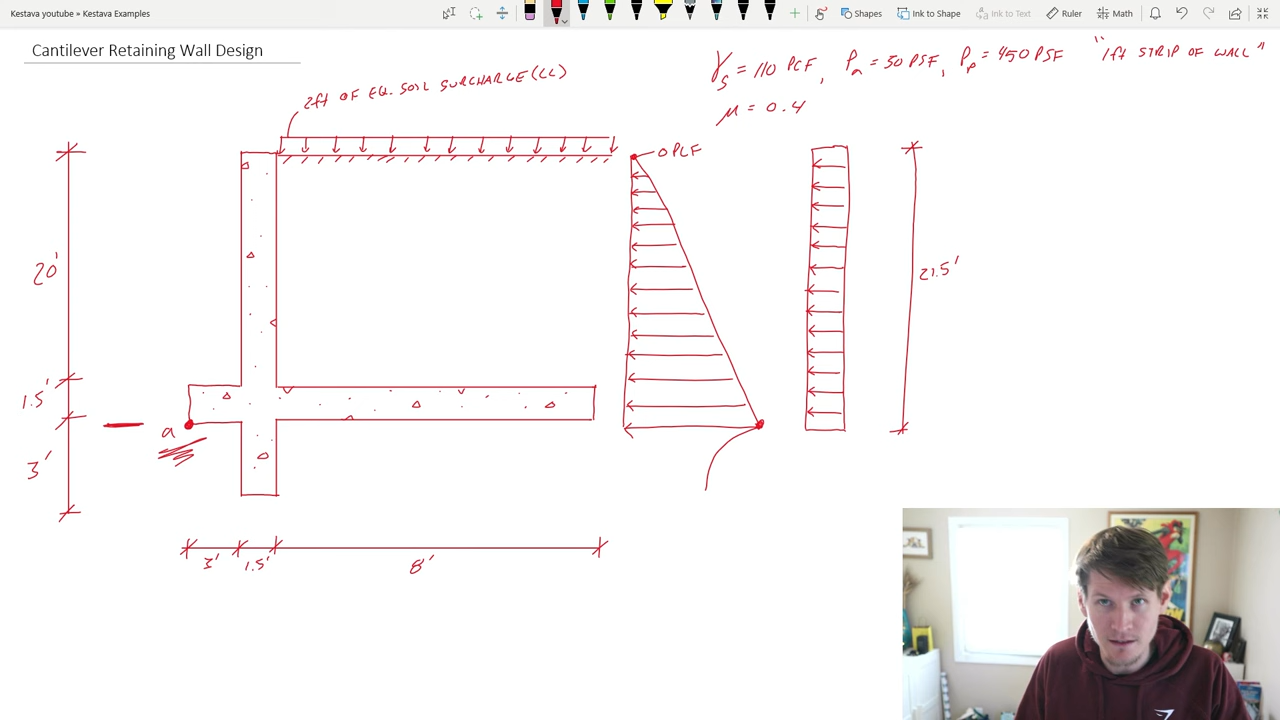 Kestava youtube » Kestava Examples
Shapes
Ink to Shape
Ink to Text
Ruler
Math
Cantilever Retaining Wall Design
γs = 110 PCF, Pa = 50 PSF, Pp = 450 PSF "1ft STRIP OF WALL"
μ = 0.4
2ft OF EQ. SOIL SURCHARGE (LL)
0 PCF
20'
21.5'
1.5'
a
3'
3' 1.5' 8'